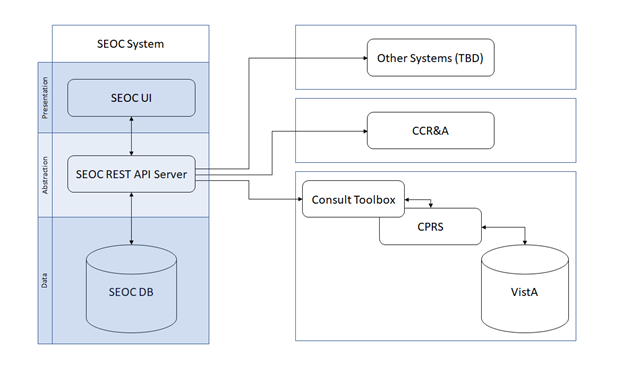 SEOC System
Presentation
SEOC UI
Abstraction
SEOC REST API Server
Data
SEOC DB
Other Systems (TBD)
CCR&A
Consult Toolbox
CPRS
VistA